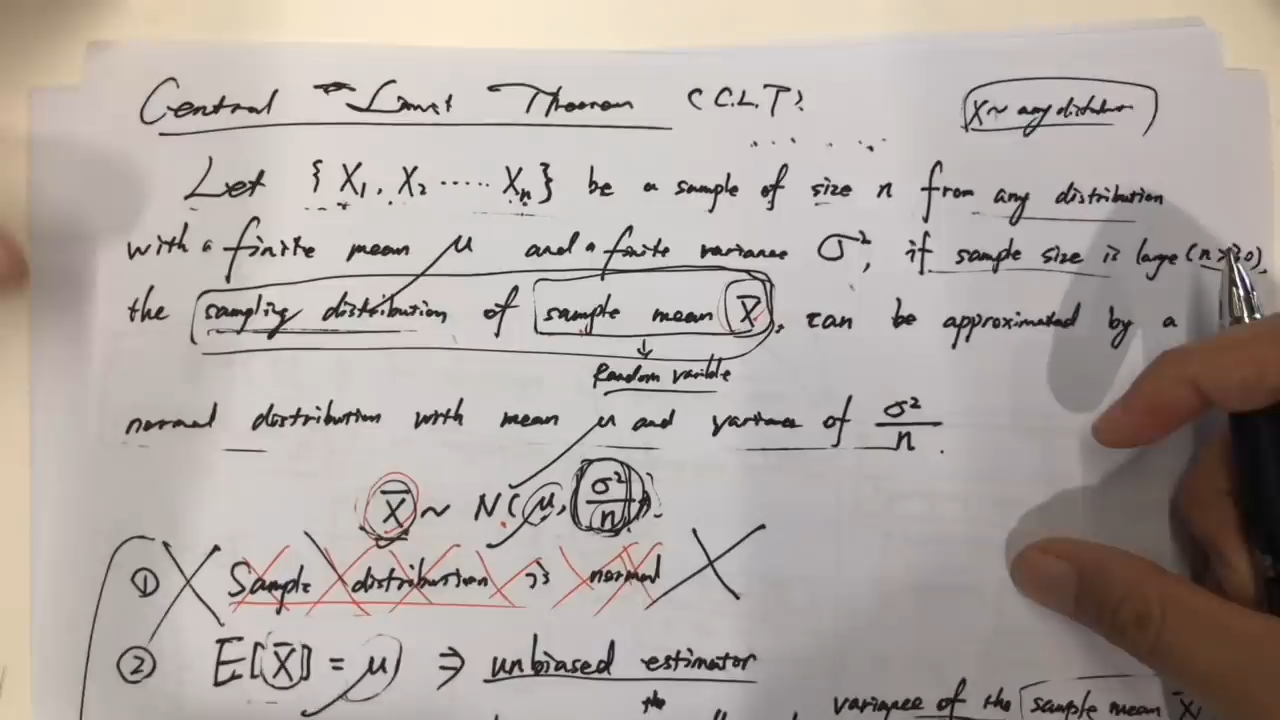 Central Limit Theorem (C.L.T)
X ~ any distribution
Let {X₁, X₂ ····· Xₙ} be a sample of size n from any distribution
with a finite mean μ and a finite variance σ², if sample size is large (n > 30),
the sampling distribution of sample mean X̄, can be approximated by a
↓
Random varible
normal distribution with mean μ and variance of σ²/n.
X̄ ~ N(μ, σ²/n)
① Sample distribution is normal
② E[X̄] = μ ⇒ unbiased estimator
the
variance of the sample mean X̄